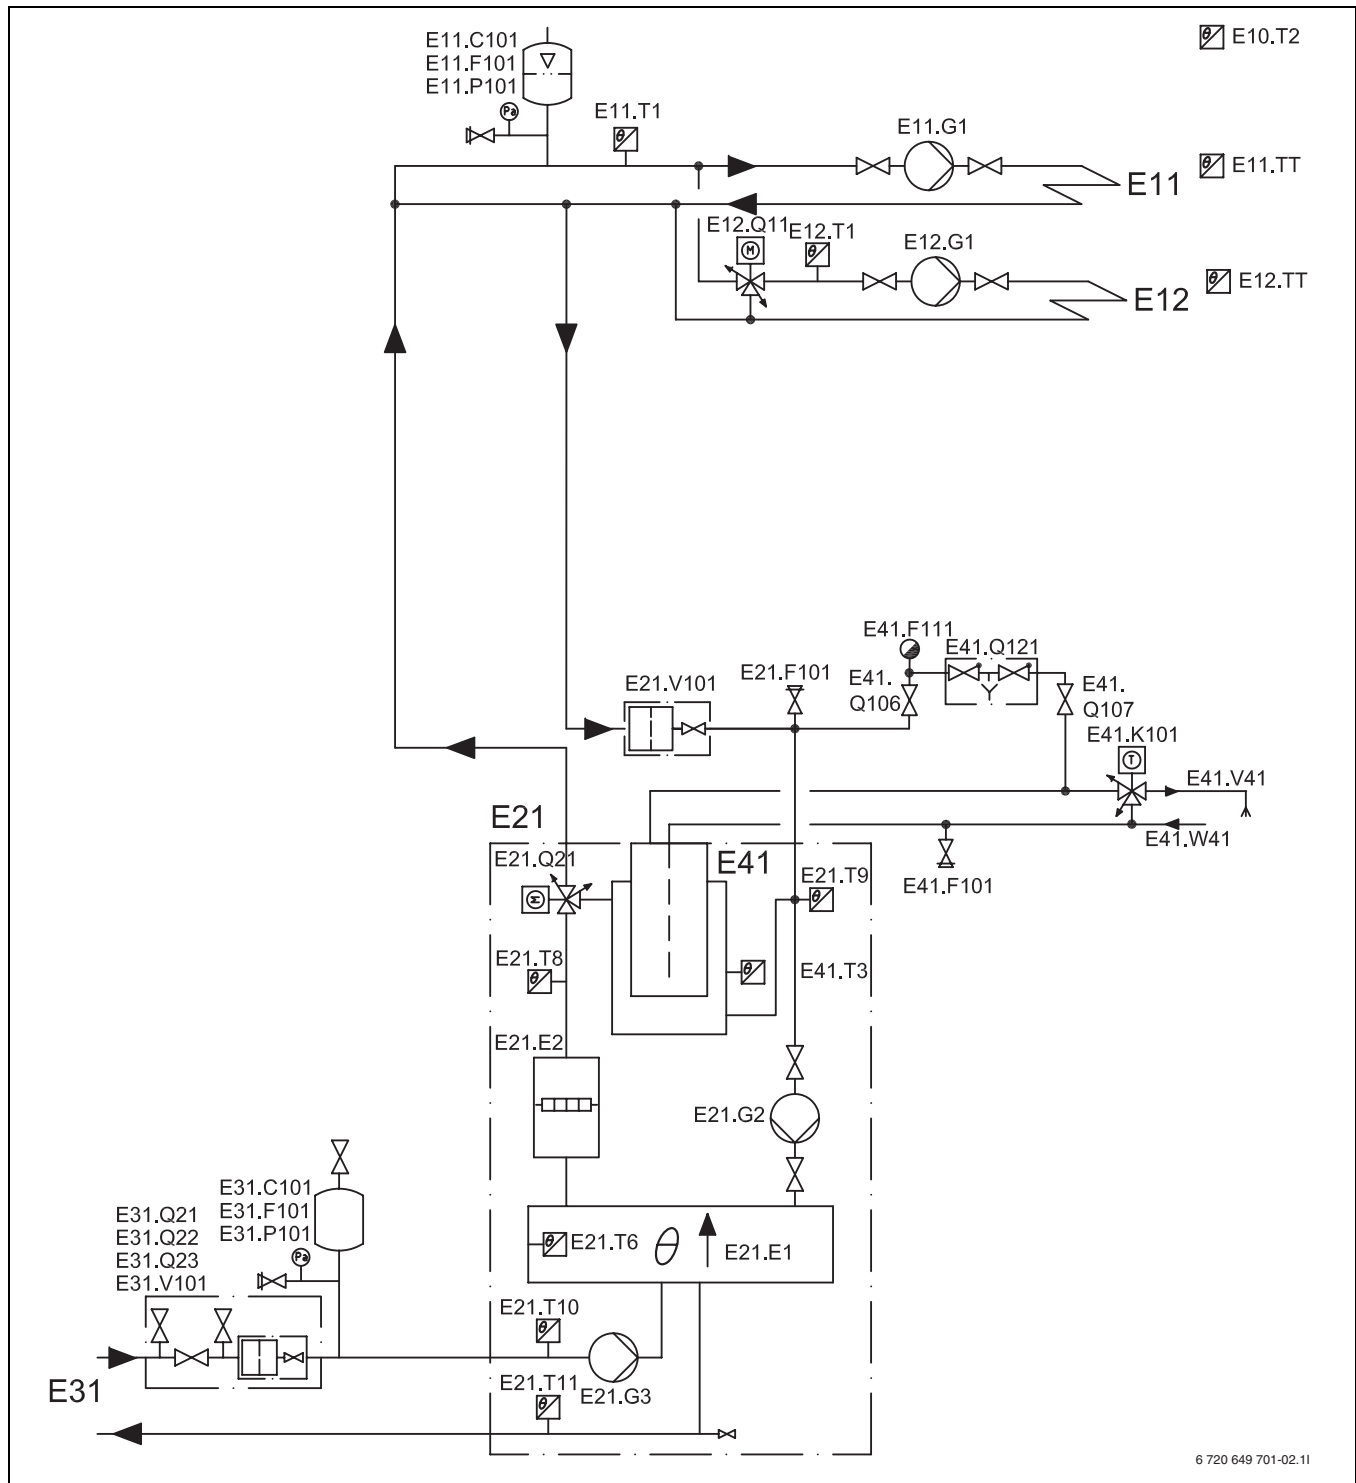 E11.C101
E11.F101
E11.P101
Pa
E11.T1
θ
E11.G1
θ E10.T2
E11
θ E11.TT
E12.Q11
M
E12.T1
θ
E12.G1
E12
θ E12.TT
E21.V101
E21.F101
E41.F111
E41.
Q106
E41.Q121
E41.
Q107
E41.K101
T
E41.V41
E41.W41
E41.F101
E21
E21.Q21
M
E41
E21.T9
θ
E21.T8
θ
θ
E41.T3
E21.E2
E21.G2
θ E21.T6
θ
E21.E1
E31.C101
E31.F101
E31.P101
Pa
E31.Q21
E31.Q22
E31.Q23
E31.V101
E31
E21.T10
θ
E21.G3
E21.T11
θ
6 720 649 701-02.1I